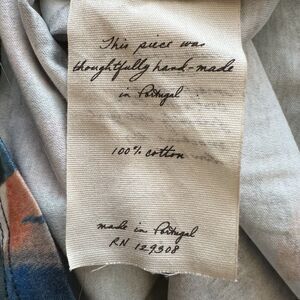 This piece was
thoughtfully hand-made
in Portugal
100% cotton
made in Portugal
RN 129308